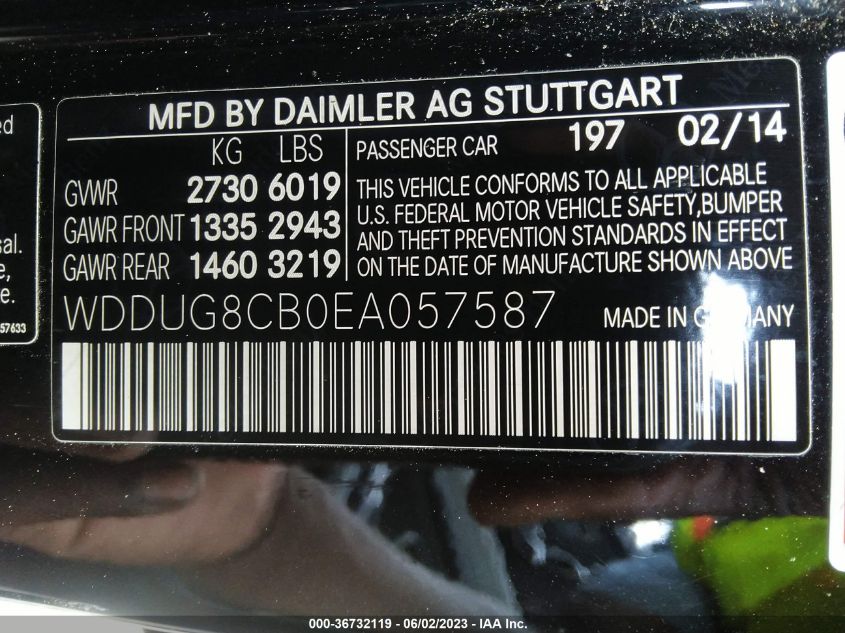 MFD BY DAIMLER AG STUTTGART
KG LBS
GVWR 2730 6019
GAWR FRONT 1335 2943
GAWR REAR 1460 3219
PASSENGER CAR 197 02/14
THIS VEHICLE CONFORMS TO ALL APPLICABLE
U.S. FEDERAL MOTOR VEHICLE SAFETY,BUMPER
AND THEFT PREVENTION STANDARDS IN EFFECT
ON THE DATE OF MANUFACTURE SHOWN ABOVE
WDDUG8CB0EA057587
MADE IN GERMANY
57633
000-36732119 - 06/02/2023 - IAA Inc.